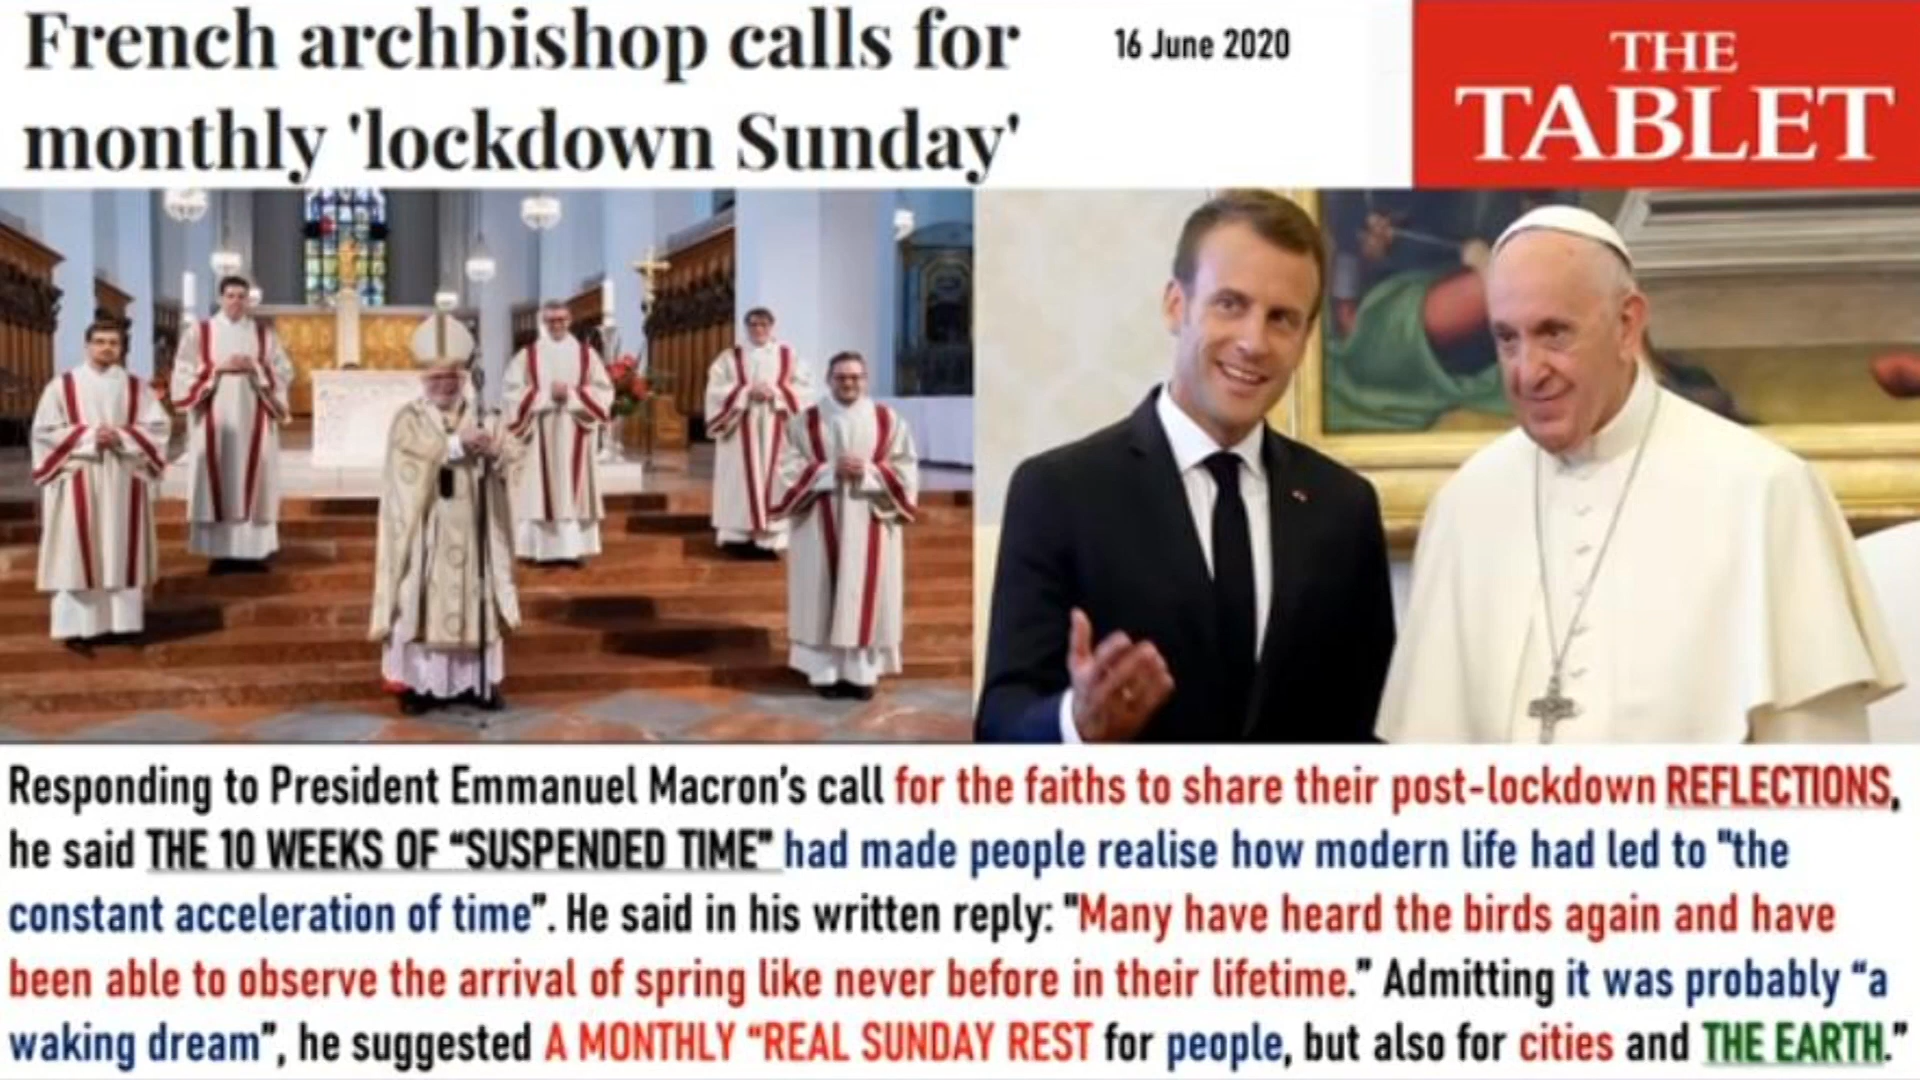 French archbishop calls for
monthly 'lockdown Sunday'
16 June 2020
THE
TABLET
Responding to President Emmanuel Macron’s call for the faiths to share their post-lockdown REFLECTIONS,
he said THE 10 WEEKS OF “SUSPENDED TIME” had made people realise how modern life had led to "the
constant acceleration of time”. He said in his written reply: "Many have heard the birds again and have
been able to observe the arrival of spring like never before in their lifetime.” Admitting it was probably “a
waking dream”, he suggested A MONTHLY “REAL SUNDAY REST for people, but also for cities and THE EARTH.”